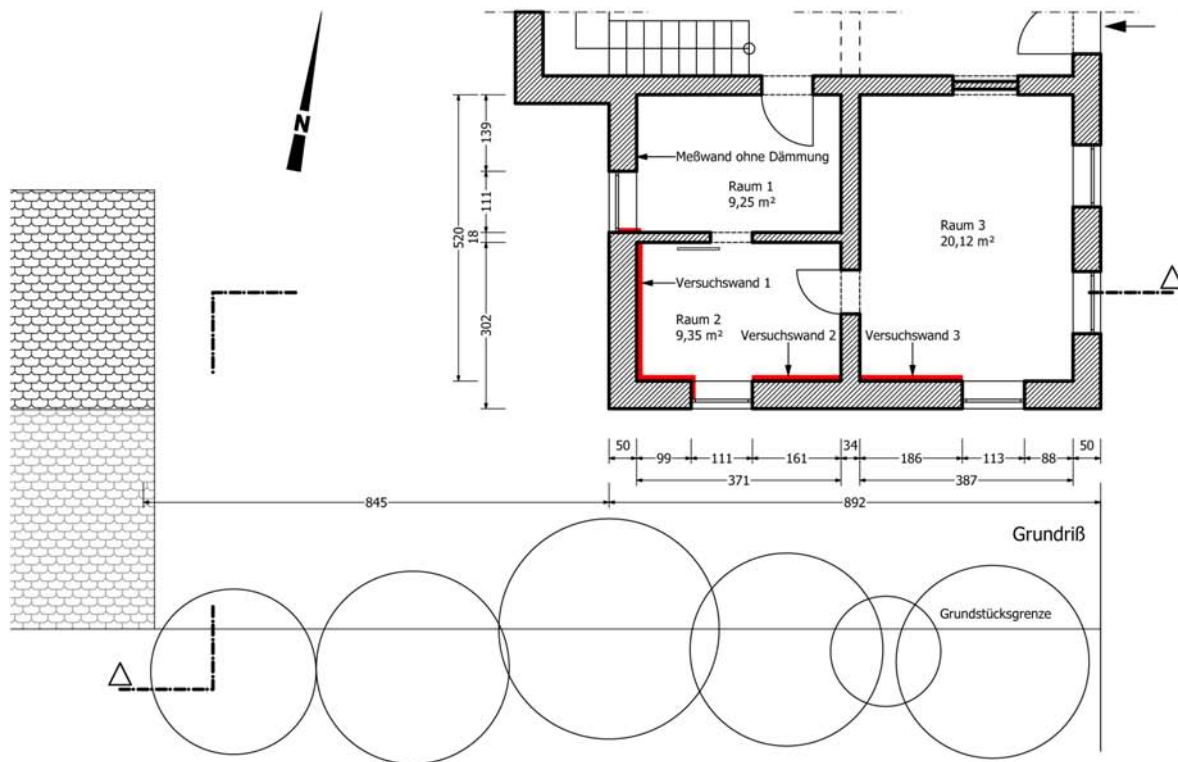 N
139
111
18
520
302
Meßwand ohne Dämmung
Raum 1
9,25 m²
Raum 3
20,12 m²
Versuchswand 1
Raum 2
9,35 m²
Versuchswand 2
Versuchswand 3
50
99
111
161
34
186
113
88
50
371
387
845
892
Grundriß
Grundstücksgrenze